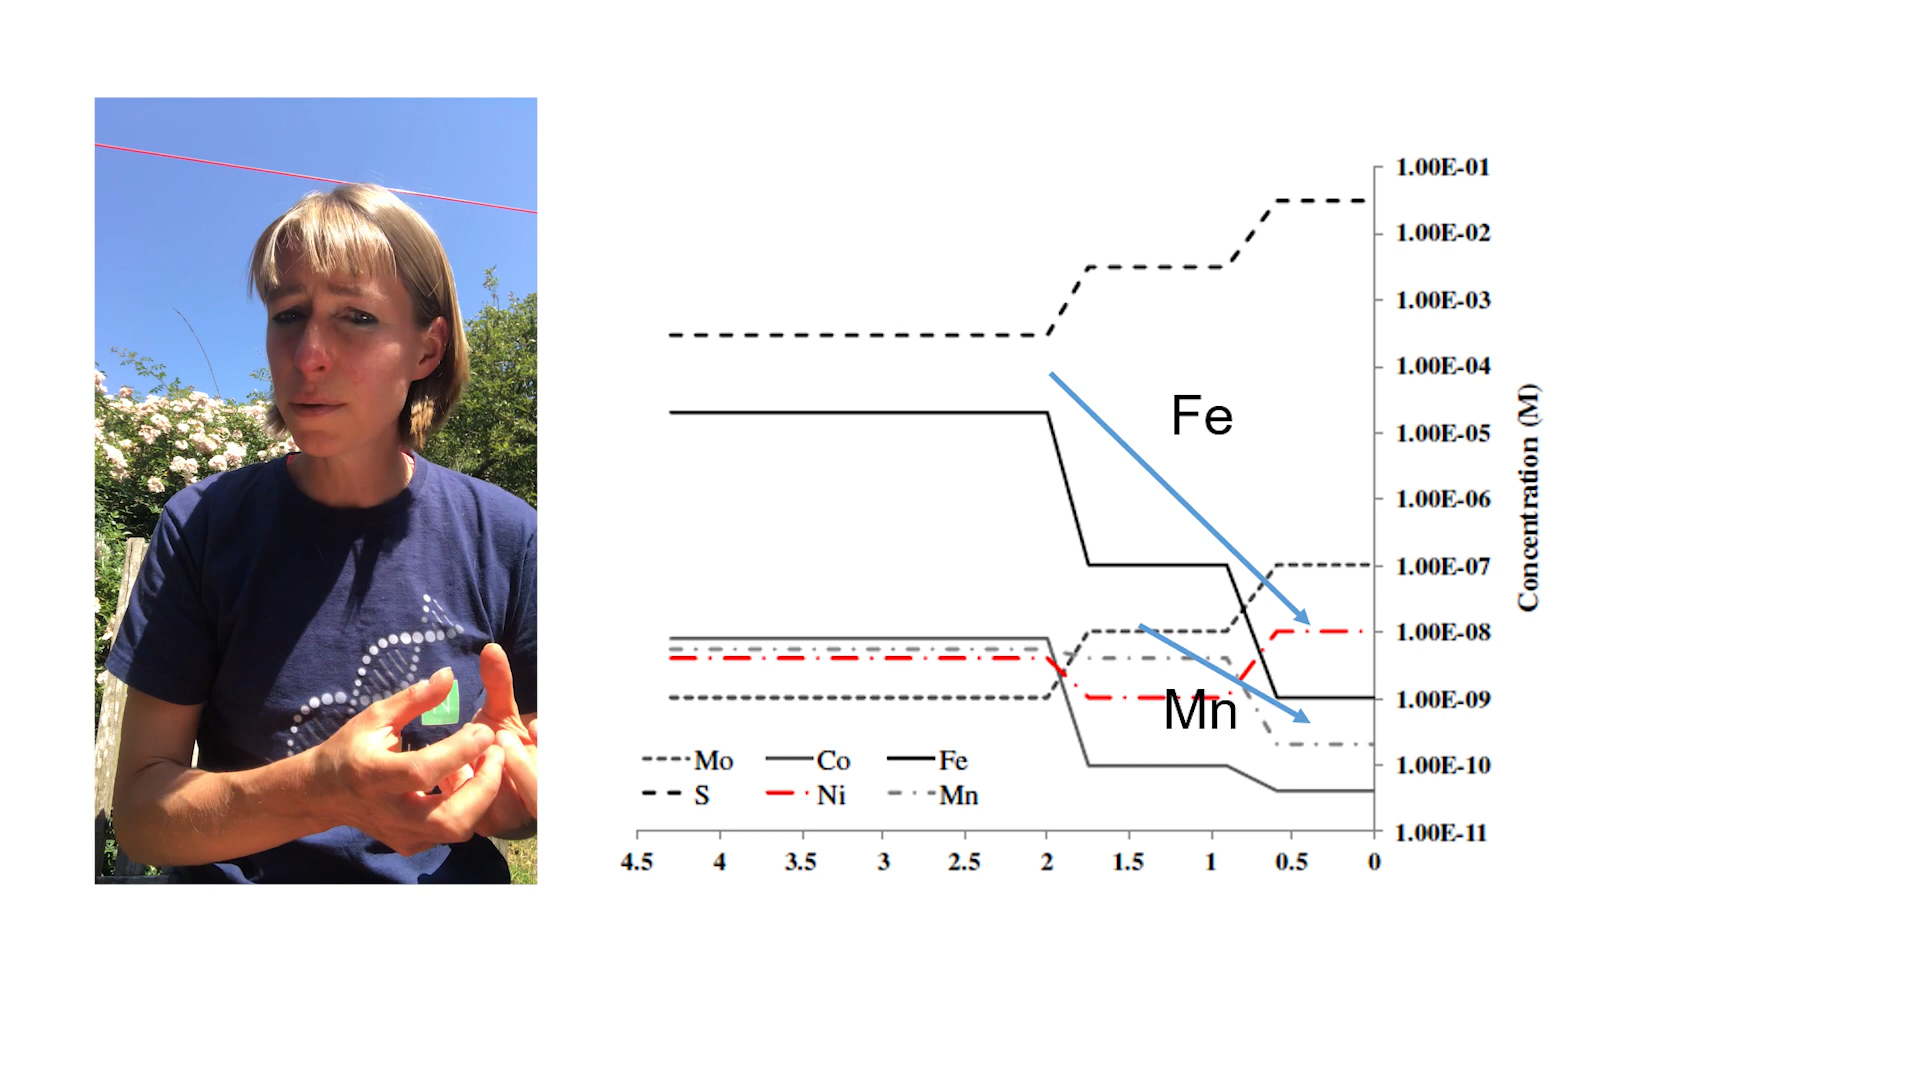 1.00E-01
1.00E-02
1.00E-03
1.00E-04
1.00E-05
1.00E-06
1.00E-07
1.00E-08
1.00E-09
1.00E-10
1.00E-11
Concentration (M)
Fe
Mn
Mo Co Fe
S Ni Mn
4.5 4 3.5 3 2.5 2 1.5 1 0.5 0